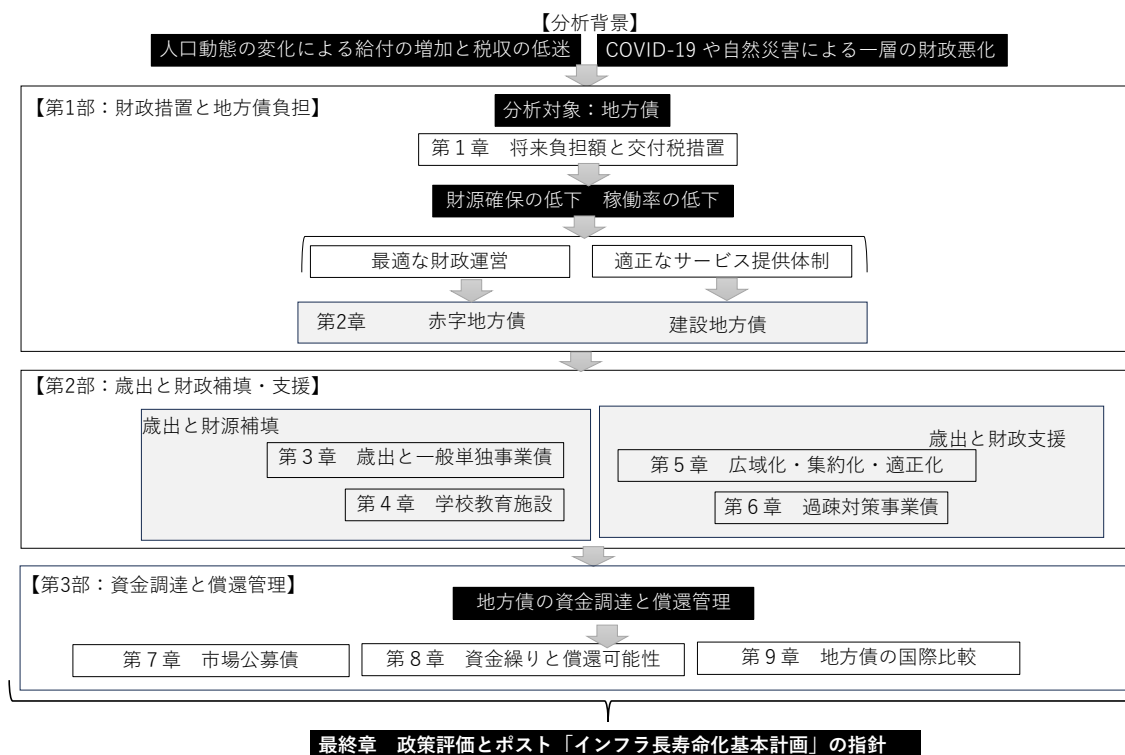 【分析背景】
人口動態の変化による給付の増加と税収の低迷
COVID-19 や自然災害による一層の財政悪化
【第1部：財政措置と地方債負担】
分析対象：地方債
第１章　将来負担額と交付税措置
財源確保の低下　稼働率の低下
最適な財政運営
適正なサービス提供体制
第2章　赤字地方債　建設地方債
【第2部：歳出と財政補填・支援】
歳出と財源補填
第３章　歳出と一般単独事業債
第４章　学校教育施設
歳出と財政支援
第５章　広域化・集約化・適正化
第６章　過疎対策事業債
【第3部：資金調達と償還管理】
地方債の資金調達と償還管理
第７章　市場公募債
第８章　資金繰りと償還可能性
第９章　地方債の国際比較
最終章　政策評価とポスト「インフラ長寿命化基本計画」の指針